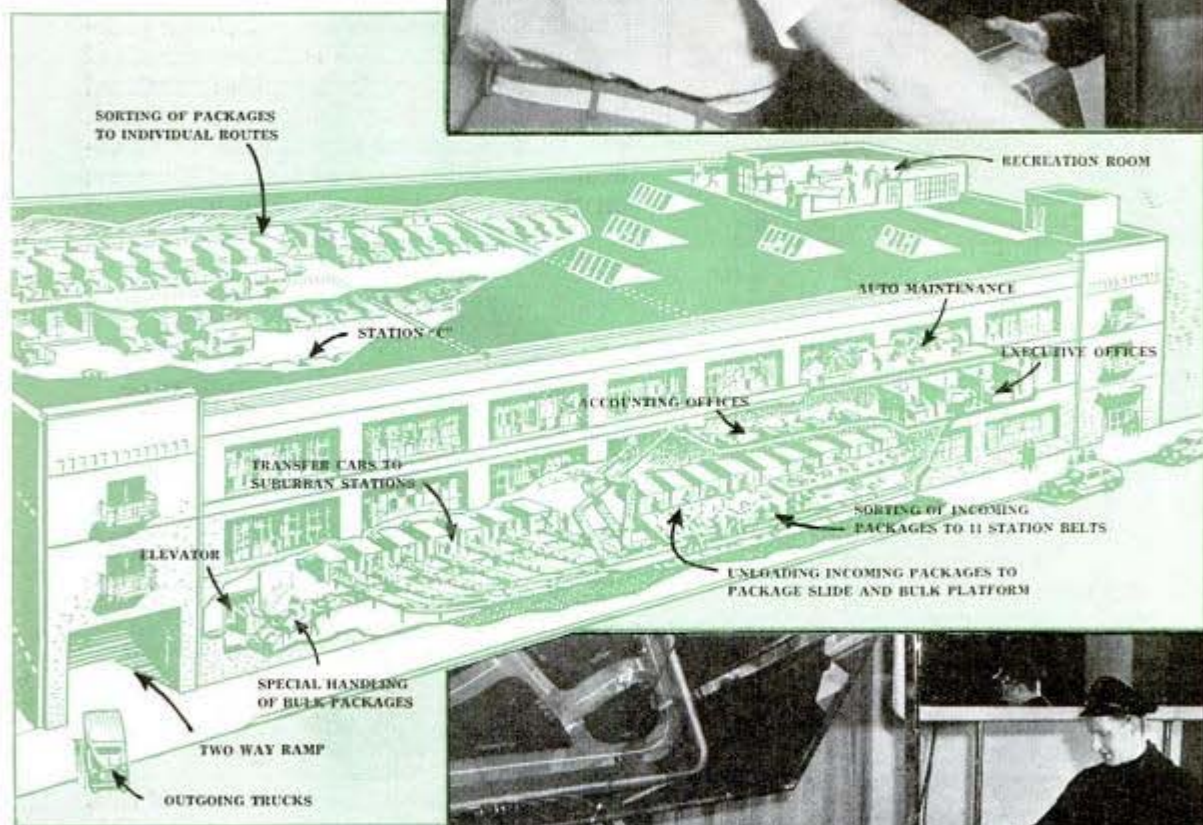 SORTING OF PACKAGES
TO INDIVIDUAL ROUTES
RECREATION ROOM
AUTO MAINTENANCE
STATION "C"
EXECUTIVE OFFICES
ACCOUNTING OFFICES
TRANSFER CARS TO
SUBURBAN STATIONS
SORTING OF INCOMING
PACKAGES TO 11 STATION BELTS
ELEVATOR
UNLOADING INCOMING PACKAGES TO
PACKAGE SLIDE AND BULK PLATFORM
SPECIAL HANDLING
OF BULK PACKAGES
TWO WAY RAMP
OUTGOING TRUCKS